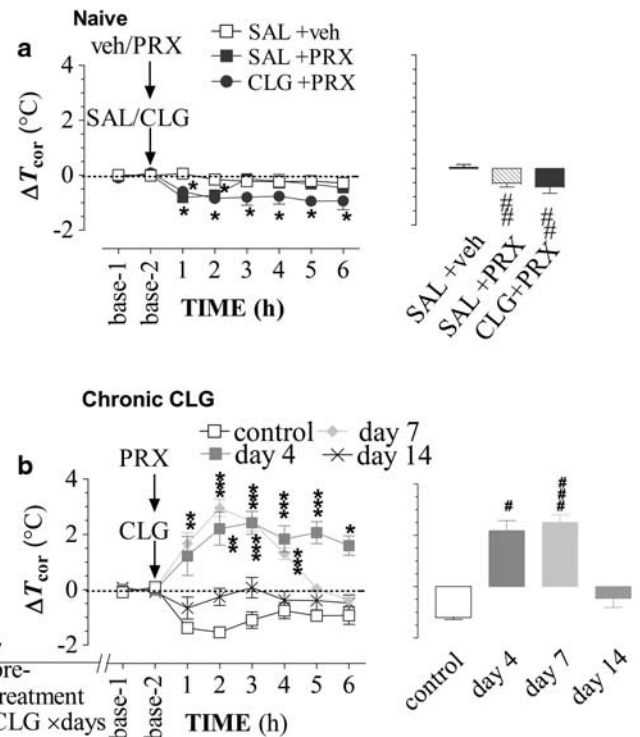 Naive
a
veh/PRX
SAL/CLG
SAL +veh
SAL +PRX
CLG +PRX
ΔTcor (°C)
4
2
0
-2
* * * * * * * *
base-1 base-2 1 2 3 4 5 6
TIME (h)
# # # #
SAL +veh
SAL +PRX
CLG+PRX
Chronic CLG
b
PRX
CLG
control day 7
day 4 day 14
ΔTcor (°C)
4
2
0
-2
** *** *** *** *** *
** *** ***
pre-
treatment
CLG ×days
base-1 base-2 1 2 3 4 5 6
TIME (h)
# ###
control
day 4
day 7
day 14